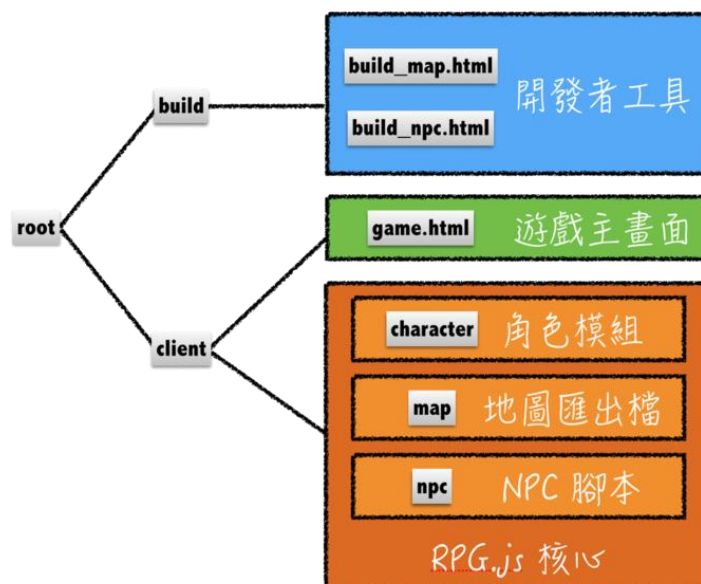 build_map.html
開發者工具
build_npc.html
build
game.html
遊戲主畫面
root
character
角色模組
client
map
地圖匯出檔
npc
NPC 腳本
RPG.js 核心